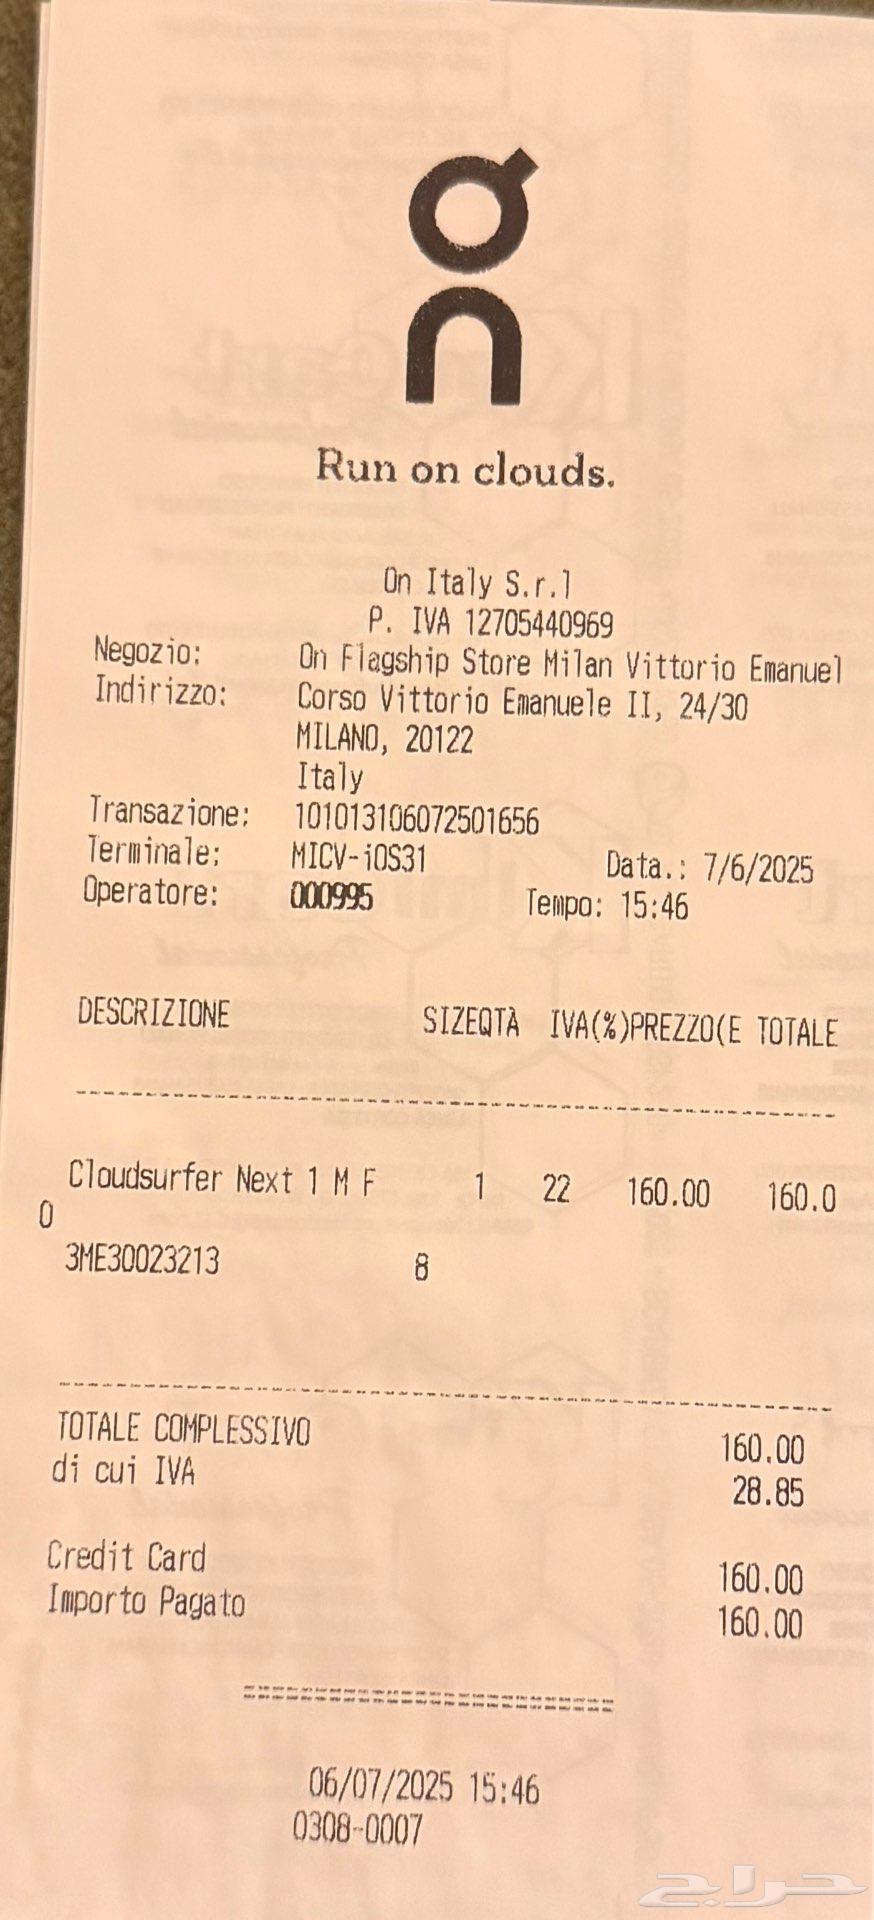 on
Run on clouds.
On Italy S.r.l
P. IVA 12705440969
Negozio: On Flagship Store Milan Vittorio Emanuel
Indirizzo: Corso Vittorio Emanuele II, 24/30
MILANO, 20122
Italy
Transazione: 101013106072501656
Terminale: MICV-iOS31 Data.: 7/6/2025
Operatore: 000995 Tempo: 15:46
DESCRIZIONE SIZEQTÀ IVA(%)PREZZO(E TOTALE
Cloudsurfer Next 1 M F 1 22 160.00 160.0
0
3ME30023213 8
TOTALE COMPLESSIVO 160.00
di cui IVA 28.85
Credit Card 160.00
Importo Pagato 160.00
06/07/2025 15:46
0308-0007
حراج